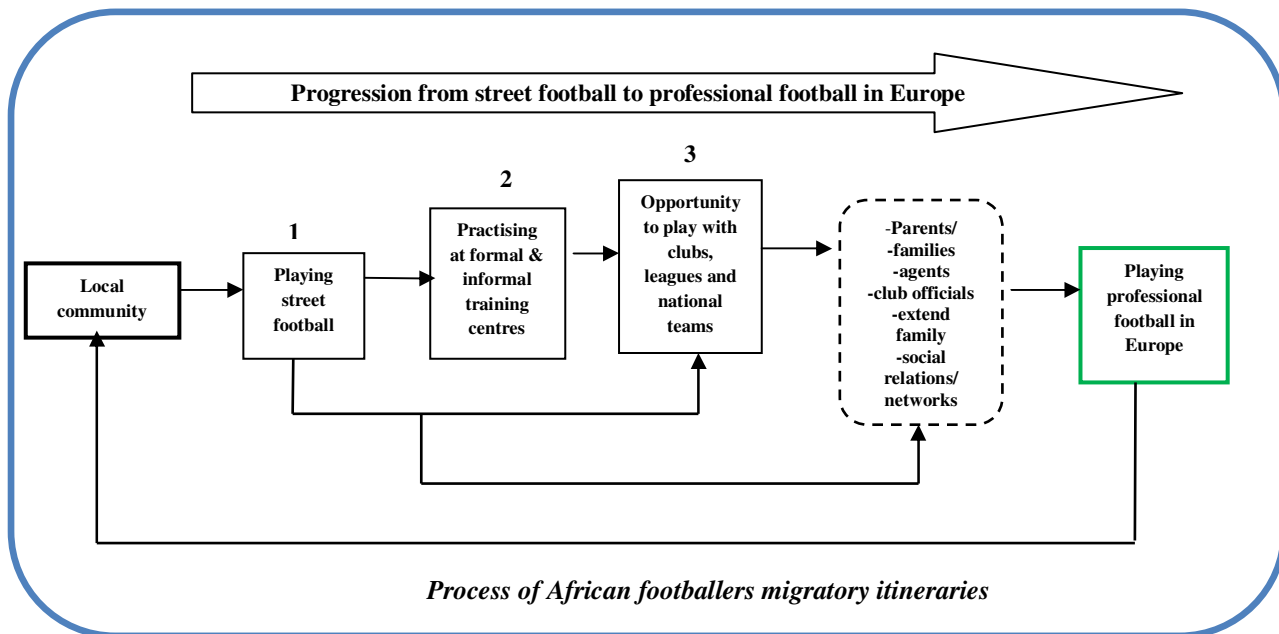 Progression from street football to professional football in Europe
Local
community
1
Playing
street
football
2
Practising
at formal &
informal
training
centres
3
Opportunity
to play with
clubs,
leagues and
national
teams
-Parents/
-families
-agents
-club officials
-extend
family
-social
relations/
networks
Playing
professional
football in
Europe
Process of African footballers migratory itineraries